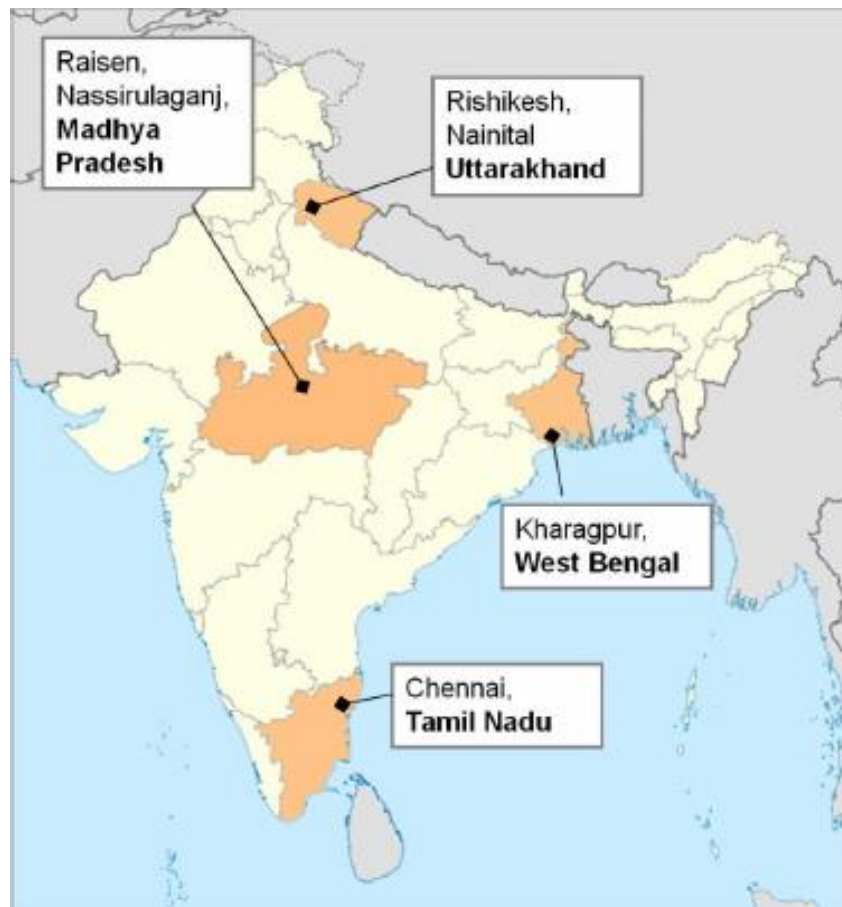 Raisen,
Nassirulaganj,
Madhya
Pradesh
Rishikesh,
Nainital
Uttarakhand
Kharagpur,
West Bengal
Chennai,
Tamil Nadu